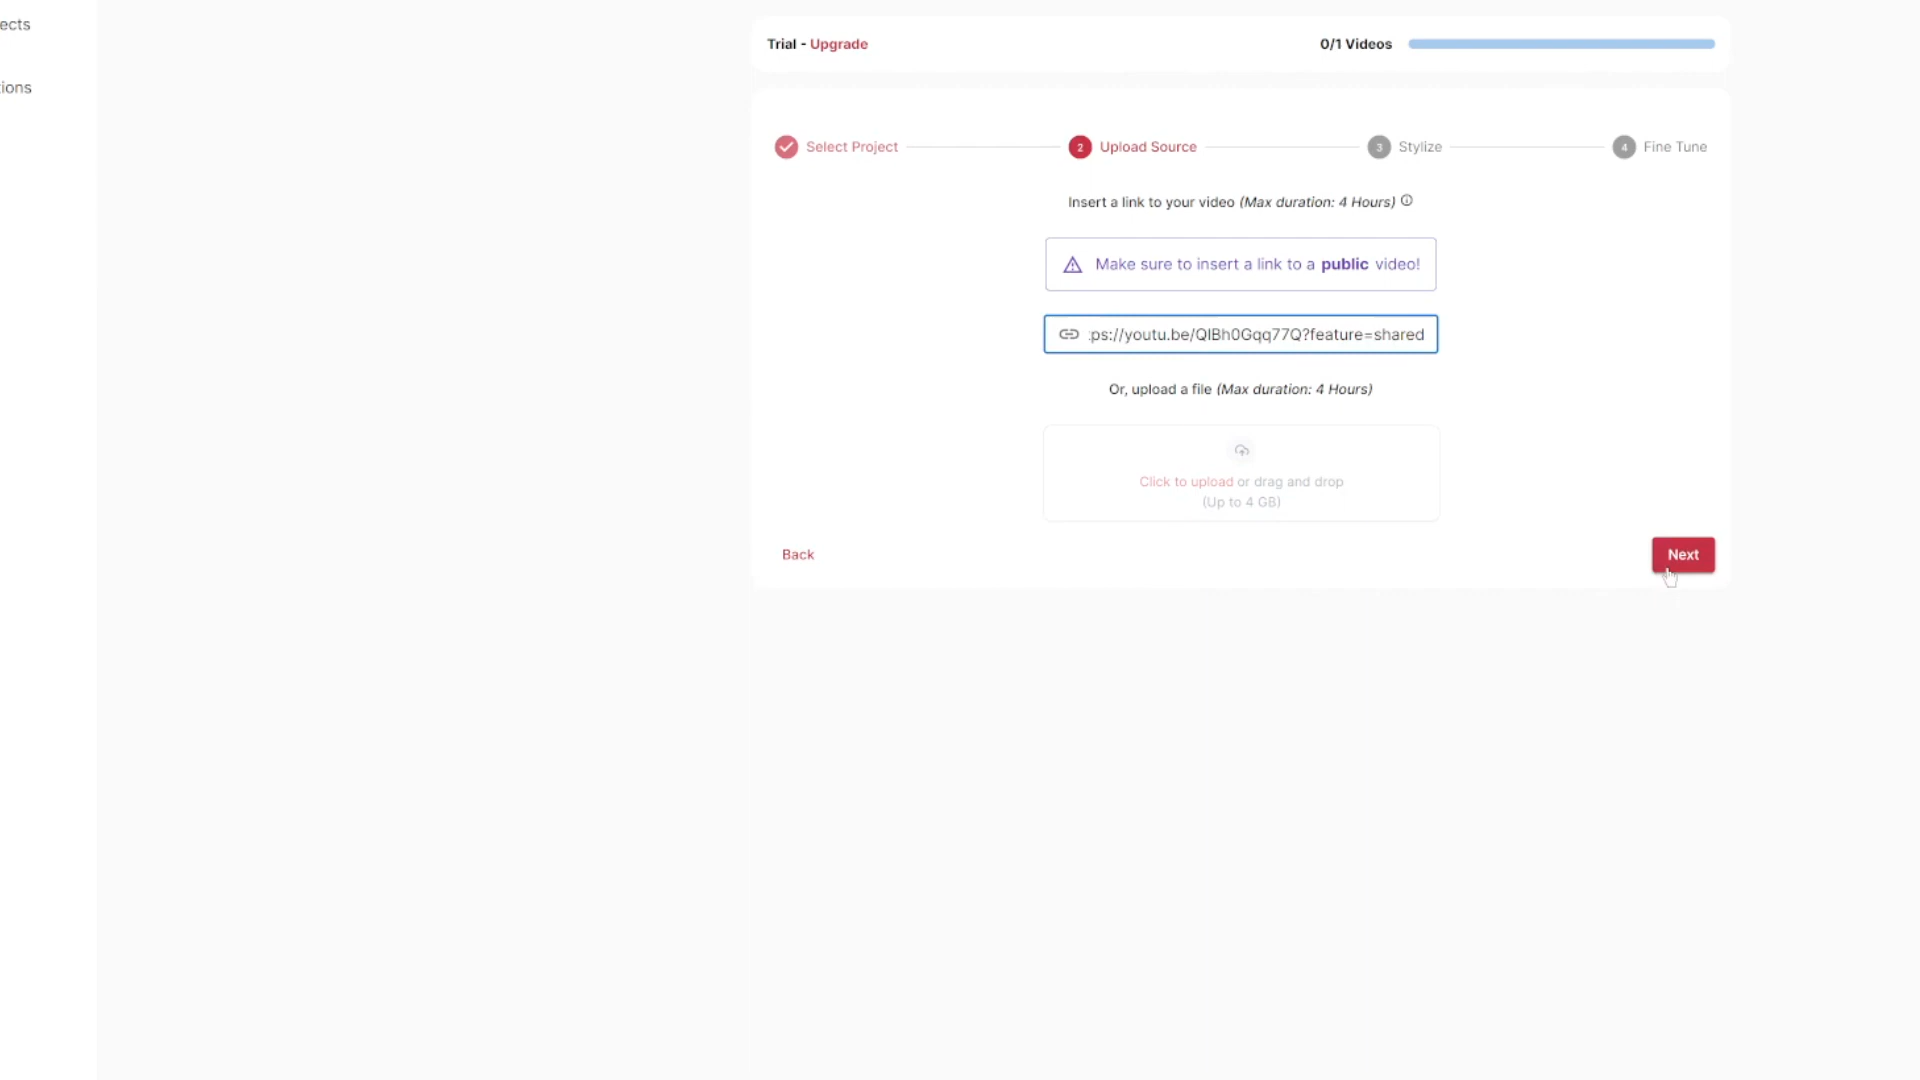 ects
ions
Trial - Upgrade
0/1 Videos
Select Project
2 Upload Source
3 Stylize
4 Fine Tune
Insert a link to your video (Max duration: 4 Hours)
Make sure to insert a link to a public video!
ps://youtu.be/QIBh0Gqq77Q?feature=shared
Or, upload a file (Max duration: 4 Hours)
Click to upload or drag and drop
(Up to 4 GB)
Back
Next